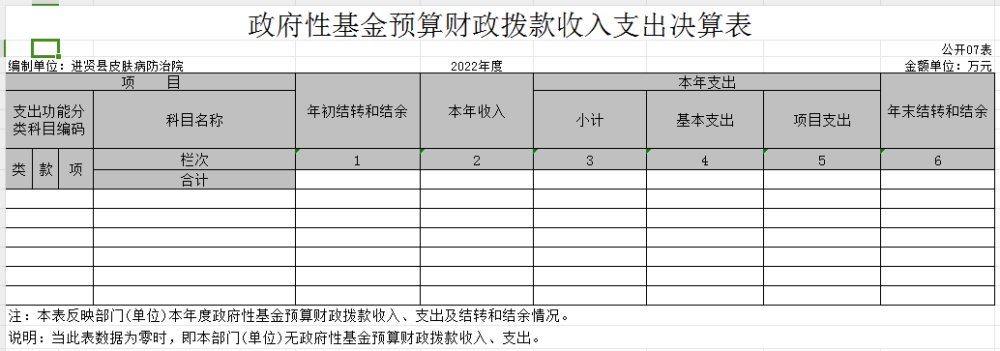 政府性基金预算财政拨款收入支出决算表
公开07表
编制单位：进贤县皮肤病防治院 2022年度 金额单位：万元
项 目 年初结转和结余 本年收入 本年支出 年末结转和结余
支出功能分类科目编码 科目名称 小计 基本支出 项目支出
类 款 项 栏次 1 2 3 4 5 6
合计
注：本表反映部门(单位)本年度政府性基金预算财政拨款收入、支出及结转和结余情况。
说明：当此表数据为零时，即本部门(单位)无政府性基金预算财政拨款收入、支出。